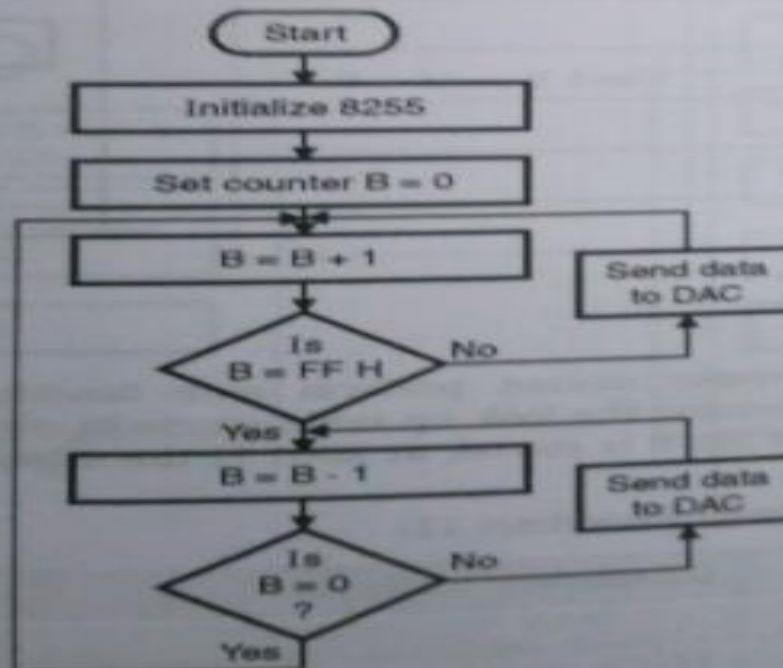 Start
Initialize 8255
Set counter B = 0
B = B + 1
Send data
to DAC
Is
B = FF H
No
Yes
B = B - 1
Send data
to DAC
Is
B = 0
?
No
Yes